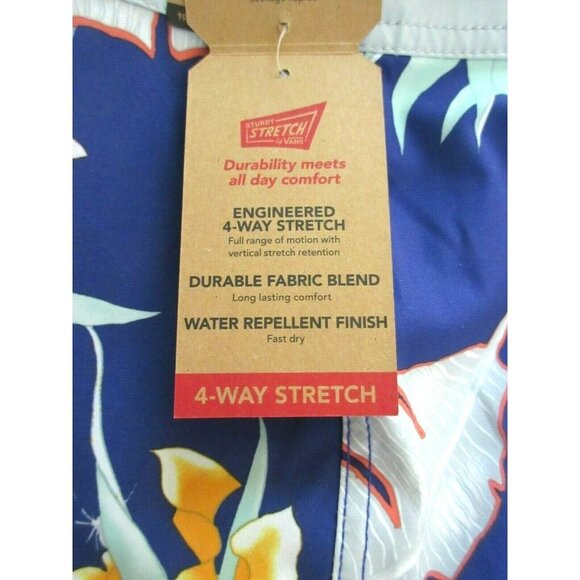 STURDY
STRETCH
by VANS
Durability meets
all day comfort
ENGINEERED
4-WAY STRETCH
Full range of motion with
vertical stretch retention
DURABLE FABRIC BLEND
Long lasting comfort
WATER REPELLENT FINISH
Fast dry
4-WAY STRETCH